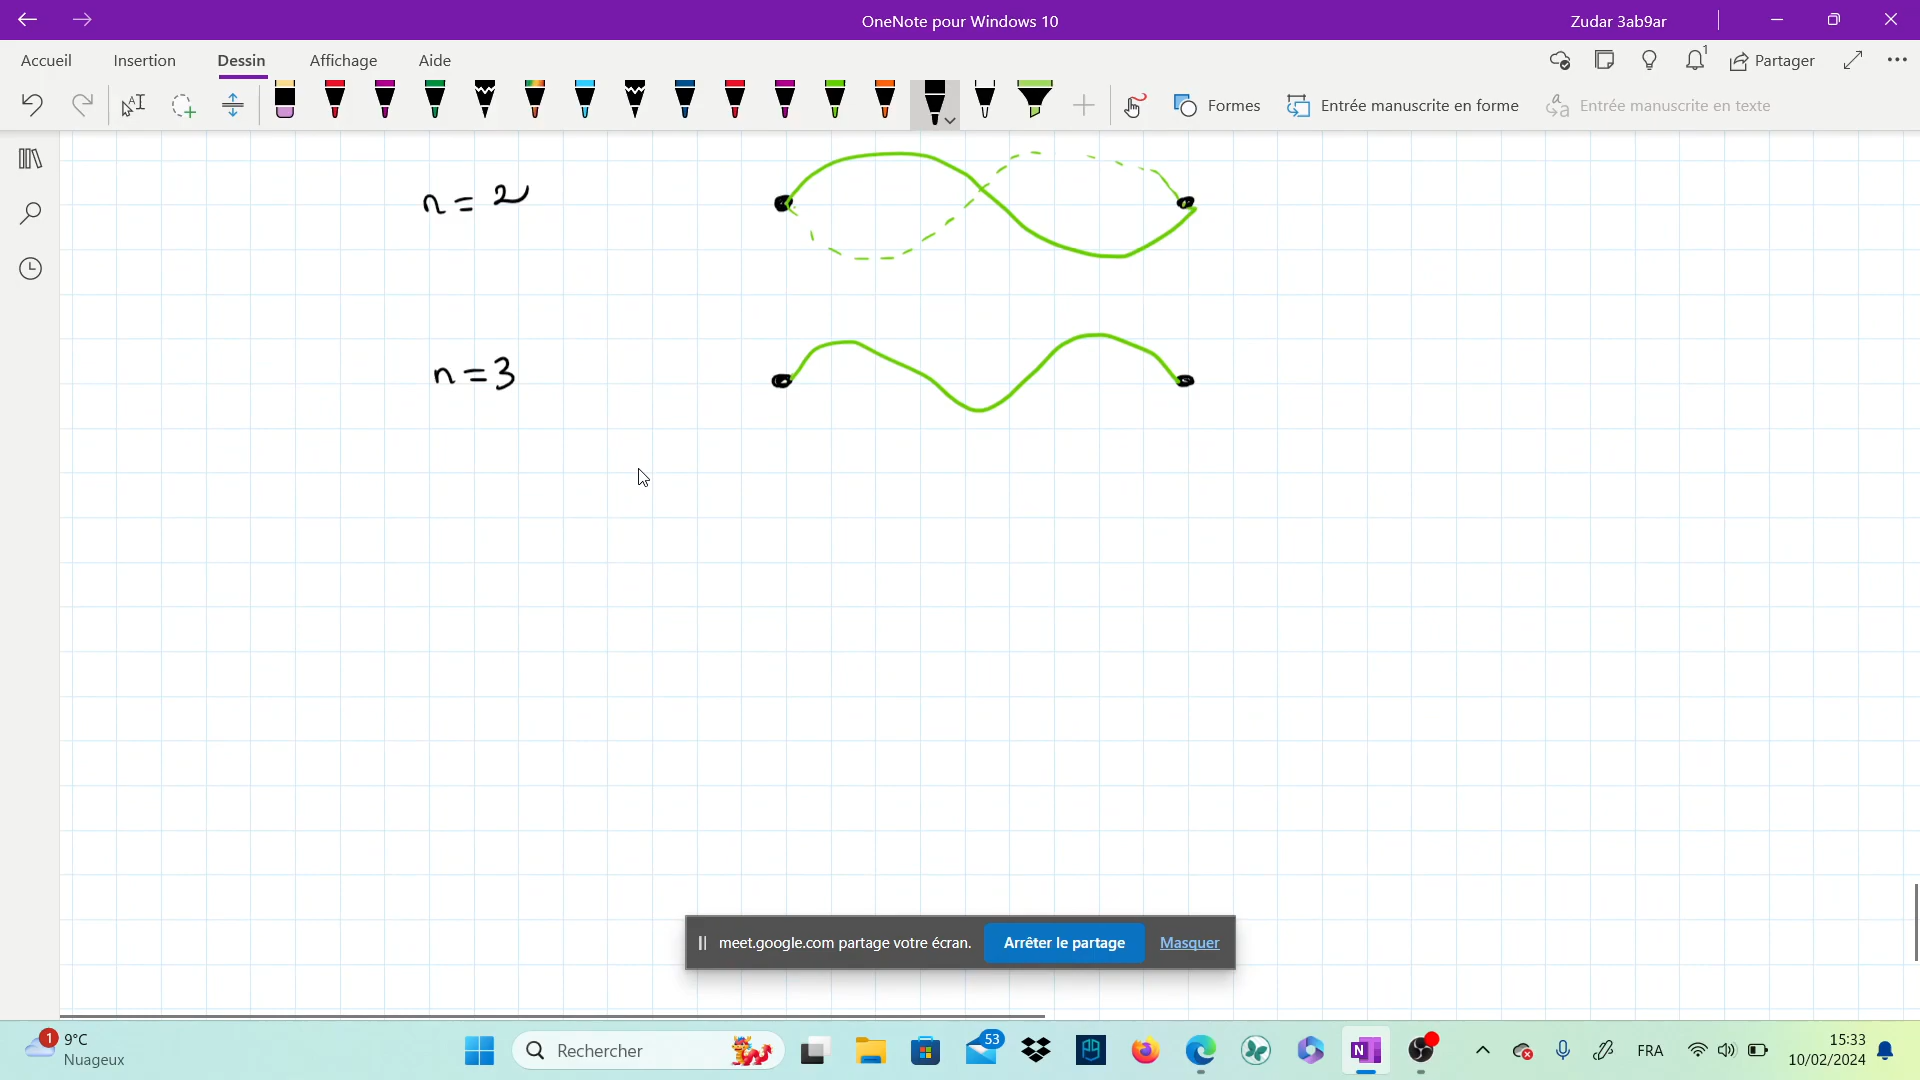 OneNote pour Windows 10
Zudar 3ab9ar
Accueil Insertion Dessin Affichage Aide
1
Partager
Formes
Entrée manuscrite en forme
Entrée manuscrite en texte
n = 2
n = 3
meet.google.com partage votre écran.
Arrêter le partage
Masquer
1
9°C
Nuageux
Rechercher
53
FRA
15:33
10/02/2024